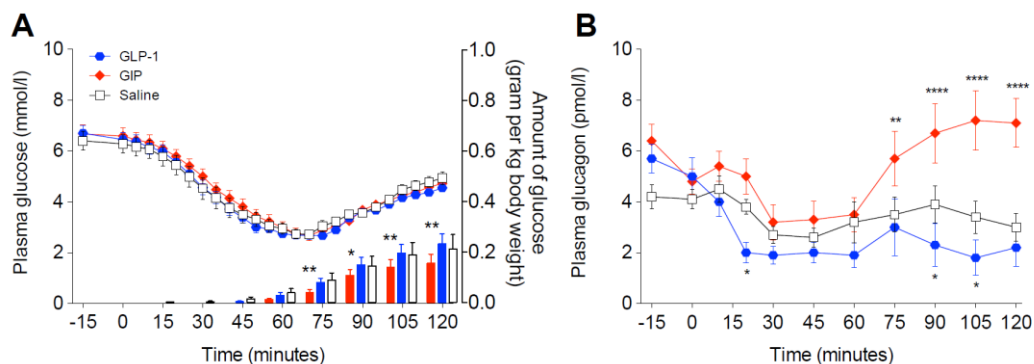 A
Plasma glucose (mmol/l)
10
8
6
4
2
0
GLP-1
GIP
Saline
1.0
0.8
0.6
0.4
0.2
0.0
Amount of glucose
(gram per kg body weight)
** * ** **
-15 0 15 30 45 60 75 90 105 120
Time (minutes)
B
Plasma glucagon (pmol/l)
10
8
6
4
2
0
** **** **** ****
* * *
-15 0 15 30 45 60 75 90 105 120
Time (minutes)